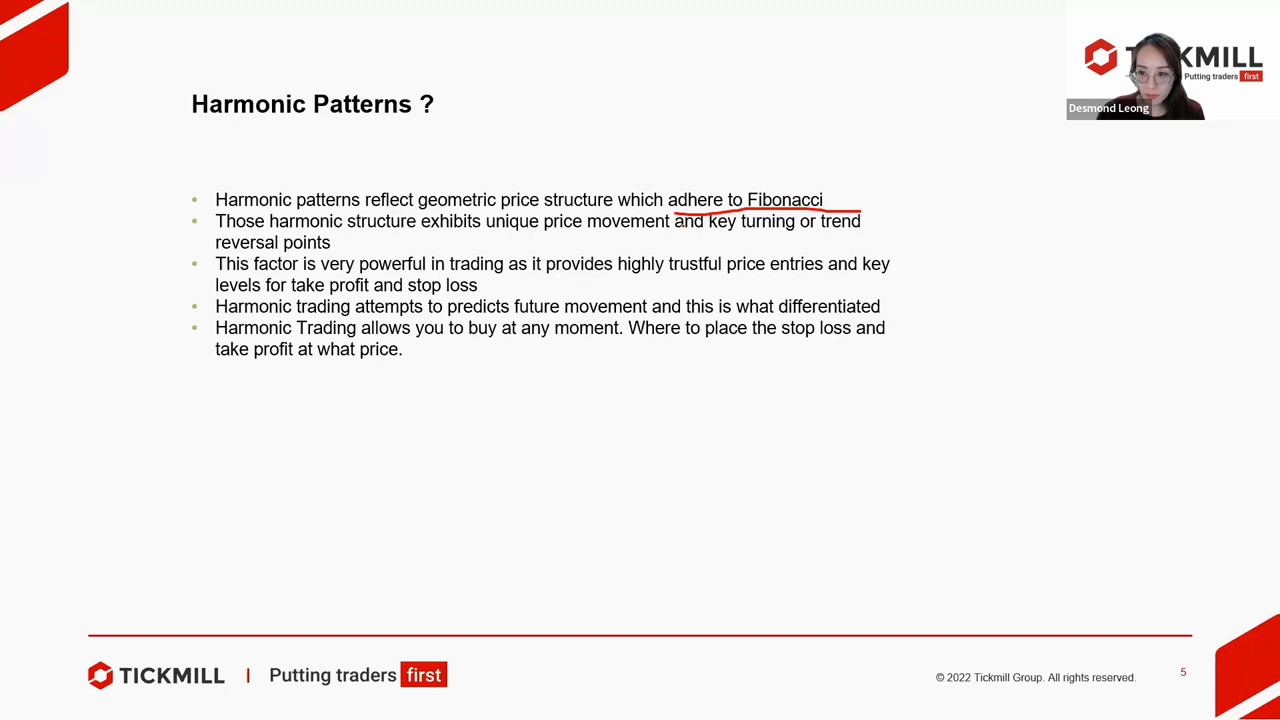 TICKMILL
Putting traders first
Desmond Leong
Harmonic Patterns ?
• Harmonic patterns reflect geometric price structure which adhere to Fibonacci
• Those harmonic structure exhibits unique price movement and key turning or trend
reversal points
• This factor is very powerful in trading as it provides highly trustful price entries and key
levels for take profit and stop loss
• Harmonic trading attempts to predicts future movement and this is what differentiated
• Harmonic Trading allows you to buy at any moment. Where to place the stop loss and
take profit at what price.
TICKMILL | Putting traders first
© 2022 Tickmill Group. All rights reserved.
5